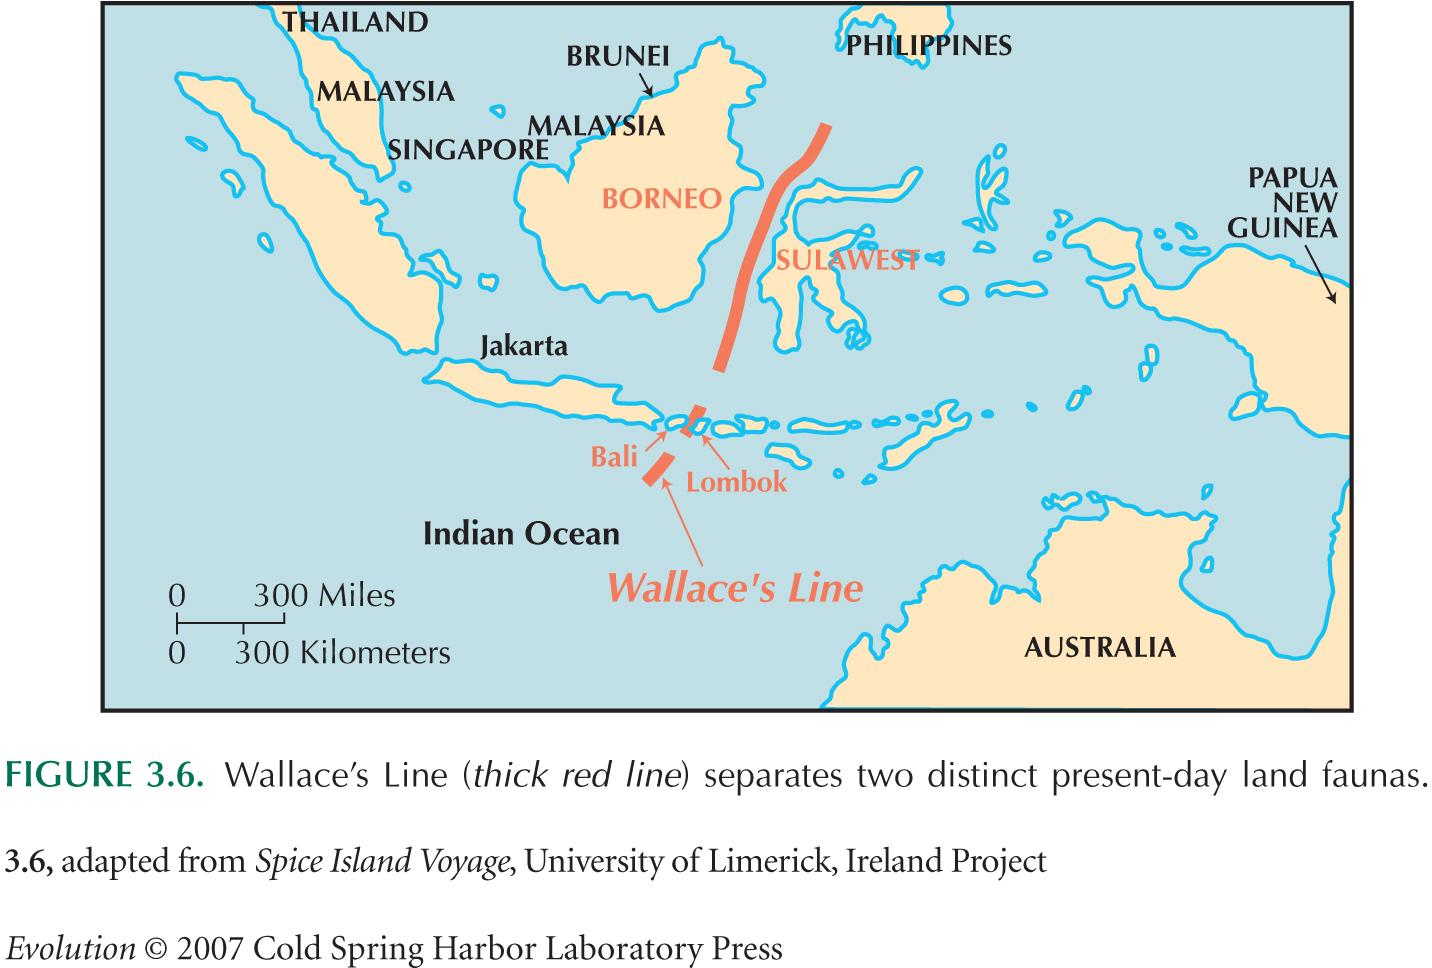 THAILAND
PHILIPPINES
BRUNEI
MALAYSIA
MALAYSIA
SINGAPORE
BORNEO
PAPUA
NEW
GUINEA
SULAWEST
Jakarta
Bali
Lombok
Indian Ocean
Wallace's Line
0 300 Miles
0 300 Kilometers
AUSTRALIA
FIGURE 3.6. Wallace’s Line (thick red line) separates two distinct present-day land faunas.
3.6, adapted from Spice Island Voyage, University of Limerick, Ireland Project
Evolution © 2007 Cold Spring Harbor Laboratory Press